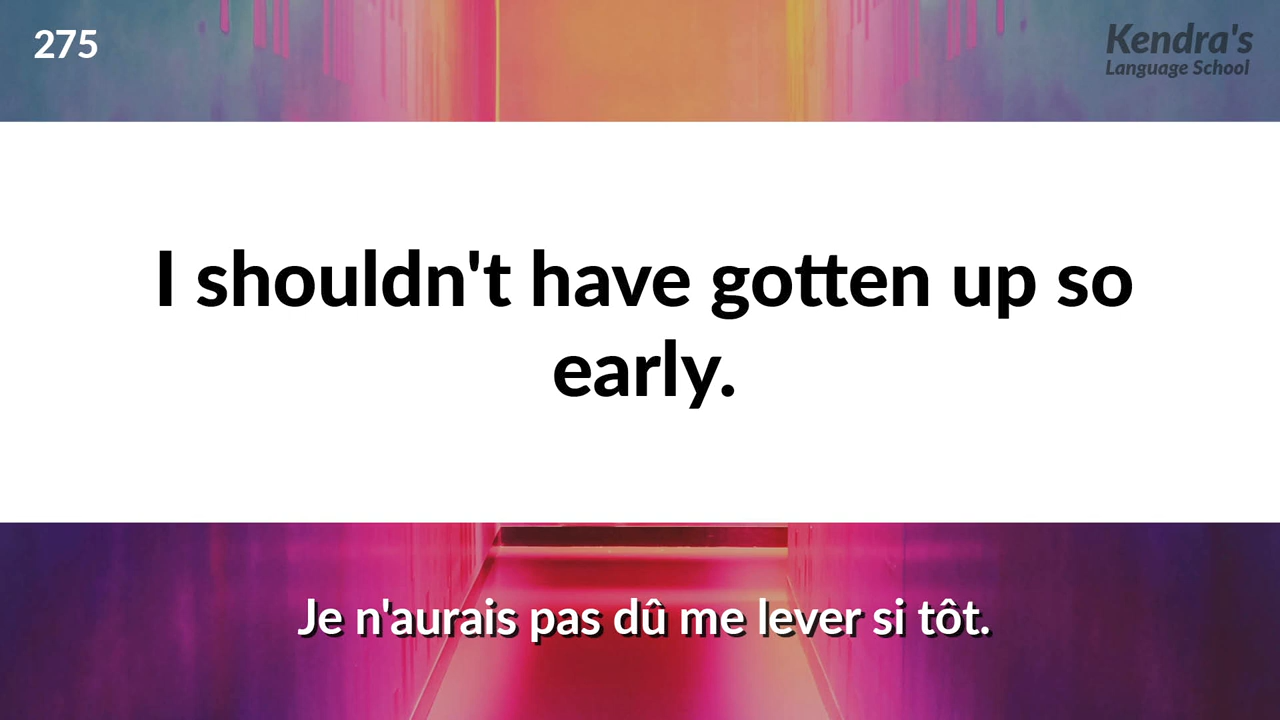 275
Kendra's
Language School
I shouldn't have gotten up so
early.
Je n'aurais pas dû me lever si tôt.